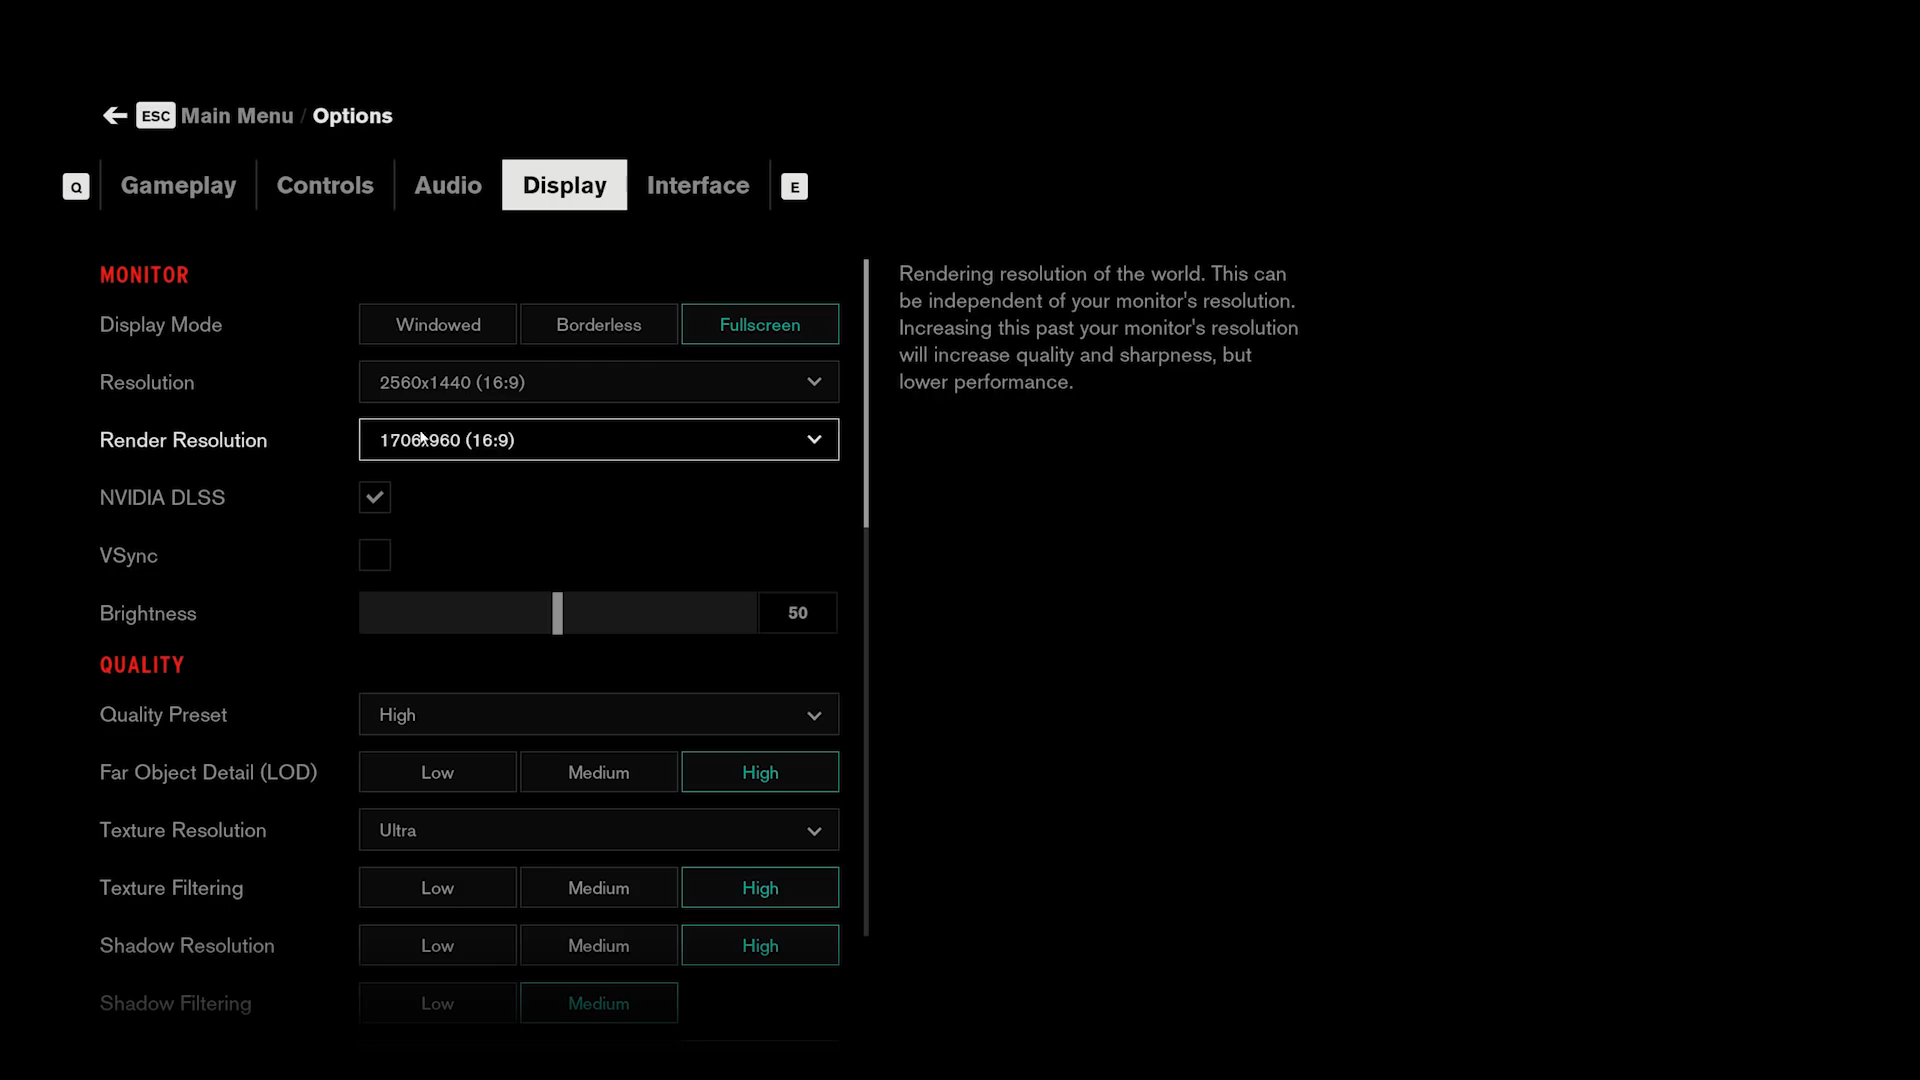 ESC Main Menu / Options
Q Gameplay Controls Audio Display Interface E
MONITOR
Display Mode Windowed Borderless Fullscreen
Resolution 2560x1440 (16:9)
Render Resolution 1706x960 (16:9)
NVIDIA DLSS
VSync
Brightness 50
QUALITY
Quality Preset High
Far Object Detail (LOD) Low Medium High
Texture Resolution Ultra
Texture Filtering Low Medium High
Shadow Resolution Low Medium High
Shadow Filtering Low Medium
Rendering resolution of the world. This can
be independent of your monitor's resolution.
Increasing this past your monitor's resolution
will increase quality and sharpness, but
lower performance.